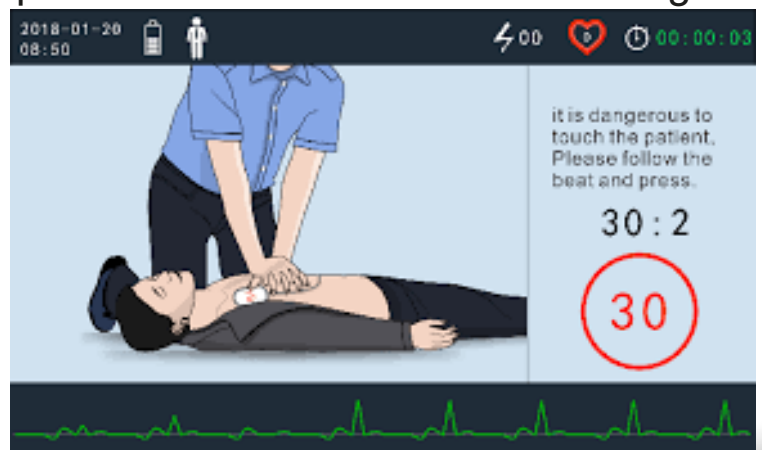 2018-01-20
08:50
00
0
00:00:03
it is dangerous to
touch the patient.
Please follow the
beat and press.
30:2
30